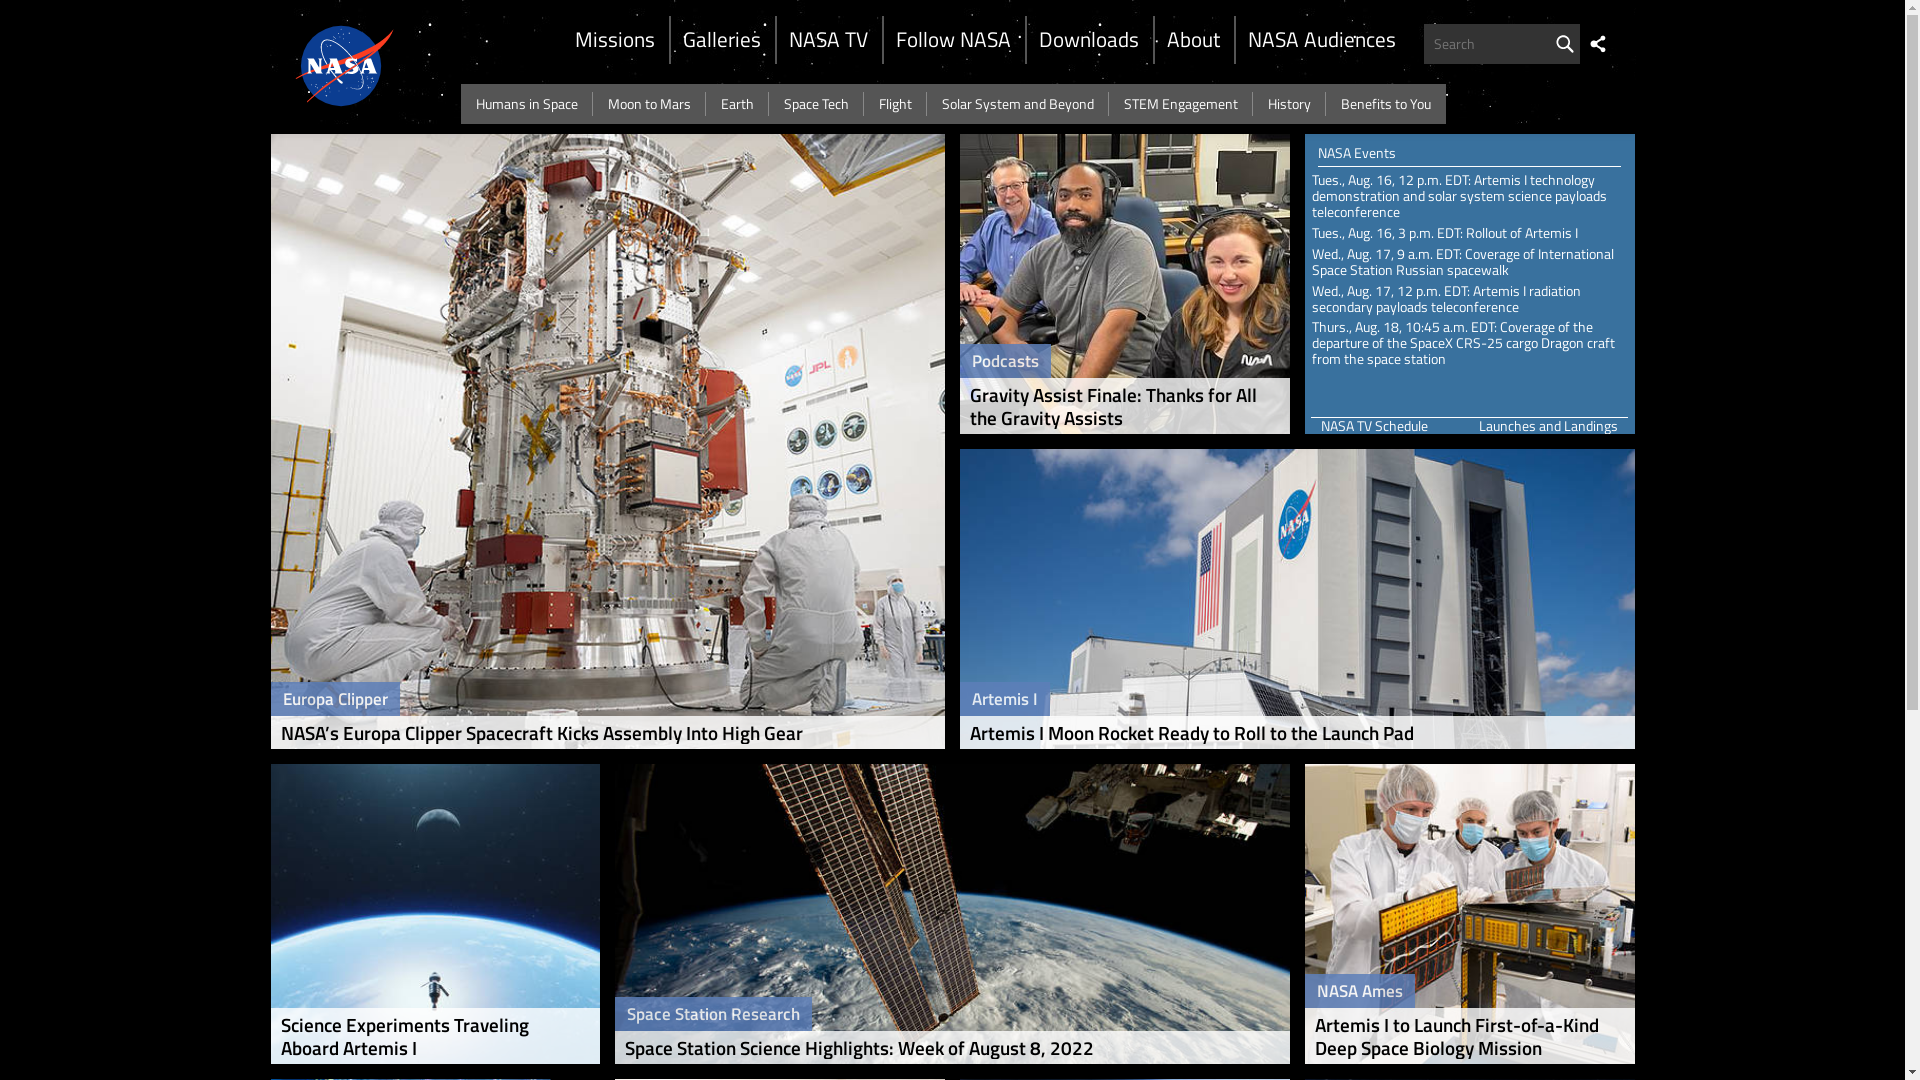 NASA
Missions
Galleries
NASA TV
Follow NASA
Downloads
About
NASA Audiences
Search
Humans in Space
Moon to Mars
Earth
Space Tech
Flight
Solar System and Beyond
STEM Engagement
History
Benefits to You
JPL
Europa Clipper
NASA’s Europa Clipper Spacecraft Kicks Assembly Into High Gear
Podcasts
Gravity Assist Finale: Thanks for All
the Gravity Assists
NASA Events
Tues., Aug. 16, 12 p.m. EDT: Artemis I technology
demonstration and solar system science payloads
teleconference
Tues., Aug. 16, 3 p.m. EDT: Rollout of Artemis I
Wed., Aug. 17, 9 a.m. EDT: Coverage of International
Space Station Russian spacewalk
Wed., Aug. 17, 12 p.m. EDT: Artemis I radiation
secondary payloads teleconference
Thurs., Aug. 18, 10:45 a.m. EDT: Coverage of the
departure of the SpaceX CRS-25 cargo Dragon craft
from the space station
NASA TV Schedule
Launches and Landings
NASA
Artemis I
Artemis I Moon Rocket Ready to Roll to the Launch Pad
Science Experiments Traveling
Aboard Artemis I
Space Station Research
Space Station Science Highlights: Week of August 8, 2022
NASA Ames
Artemis I to Launch First-of-a-Kind
Deep Space Biology Mission